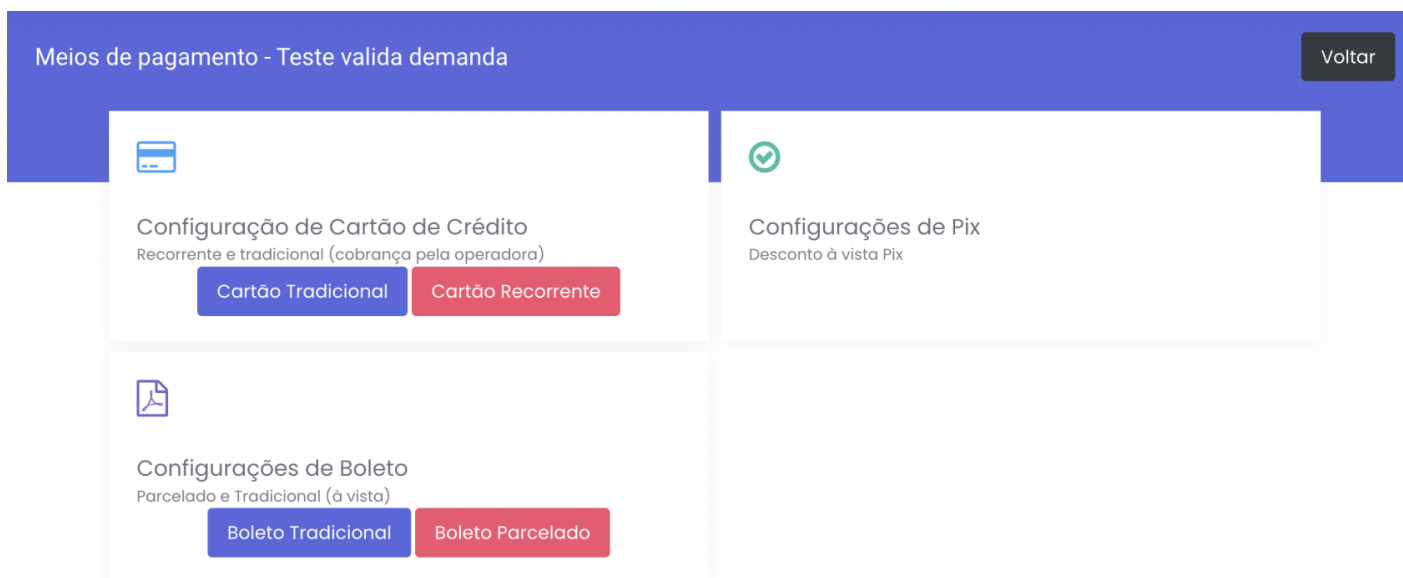 Meios de pagamento - Teste valida demanda
Voltar
Configuração de Cartão de Crédito
Recorrente e tradicional (cobrança pela operadora)
Cartão Tradicional
Cartão Recorrente
Configurações de Pix
Desconto à vista Pix
Configurações de Boleto
Parcelado e Tradicional (à vista)
Boleto Tradicional
Boleto Parcelado